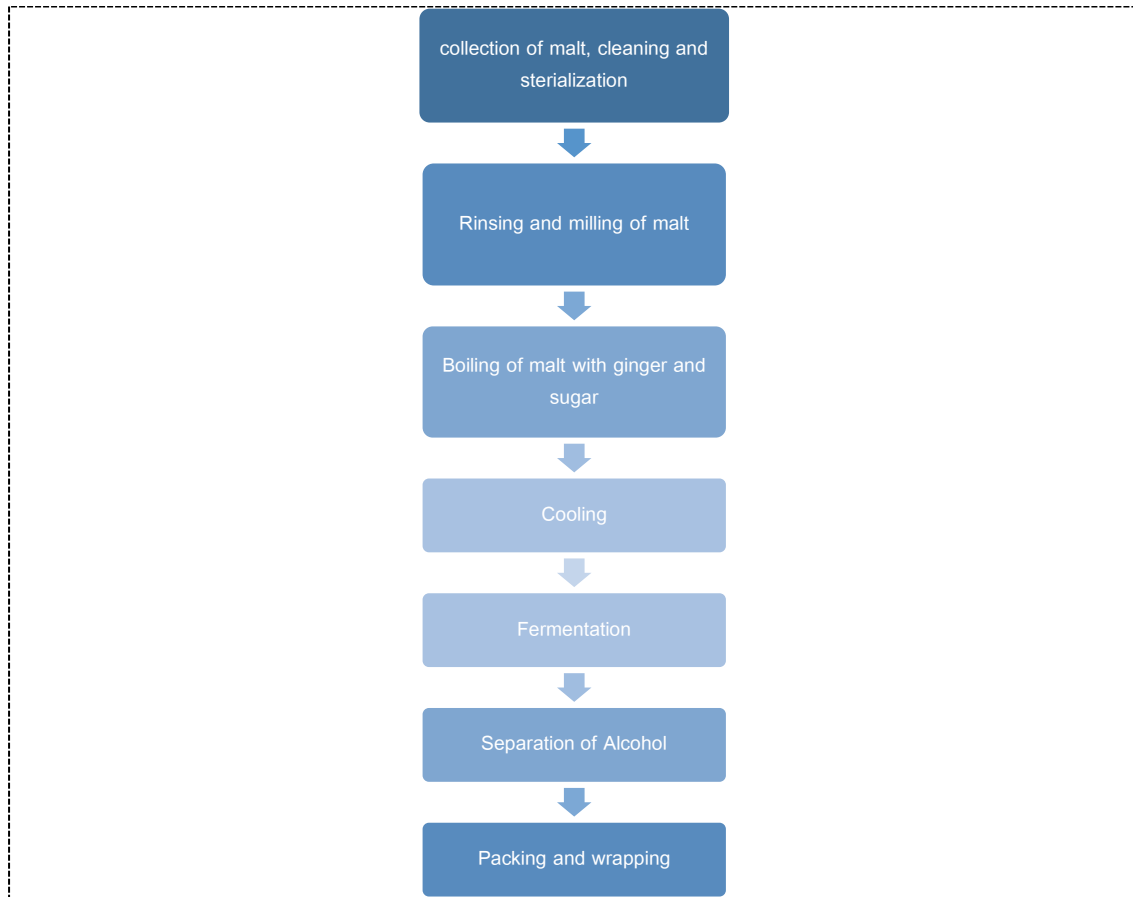 collection of malt, cleaning and
sterialization
Rinsing and milling of malt
Boiling of malt with ginger and
sugar
Cooling
Fermentation
Separation of Alcohol
Packing and wrapping